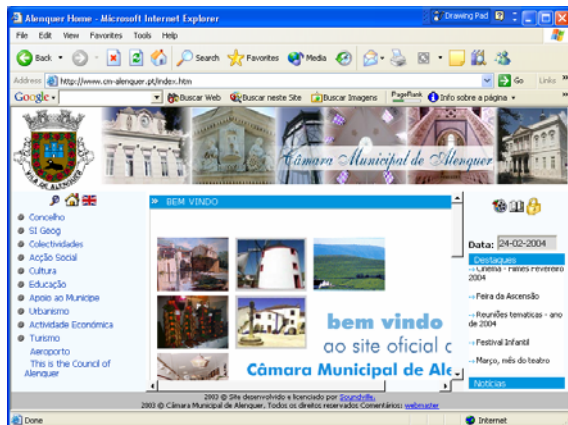 Alenquer Home - Microsoft Internet Explorer
Drawing Pad
File Edit View Favorites Tools Help
Back Search Favorites Media
Address http://www.cm-alenquer.pt/index.htm Go Links
Google Buscar Web Buscar neste Site Buscar Imagens PageRank Info sobre a página
Câmara Municipal de Alenquer
VILA DE ALENQUER
BEM VINDO
Concelho
SI Geog
Colectividades
Acção Social
Cultura
Educação
Apoio ao Municipe
Urbanismo
Actividade Económica
Turismo
Aeroporto
This is the Council of
Alenquer
bem vindo
ao site oficial c
Câmara Municipal de Ale
Data: 24-02-2004
Destaques
Cinema - Filmes Fevereiro
2004
Feira da Ascensão
Reuniões tematicas - ano
de 2004
Festival Infantil
Março, mês do teatro
Notícias
2003 © Site desenvolvido e licenciado por Soundville.
2003 © Câmara Municipal de Alenquer. Todos os direitos reservados Comentários: webmaster
Done Internet